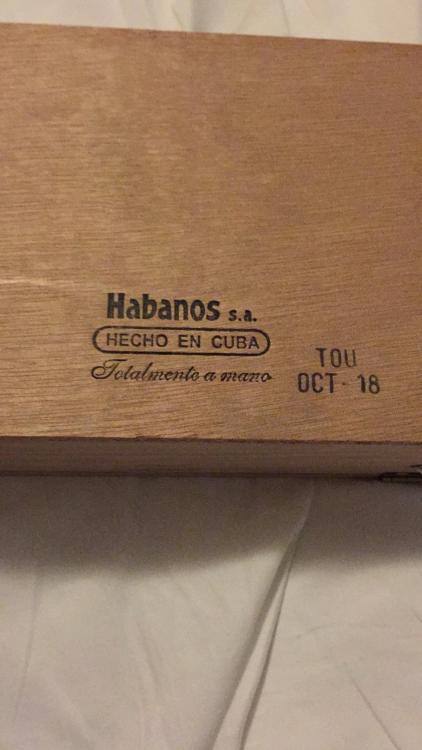 Habanos s.a.
HECHO EN CUBA
Totalmente a mano
TOU
OCT- 18